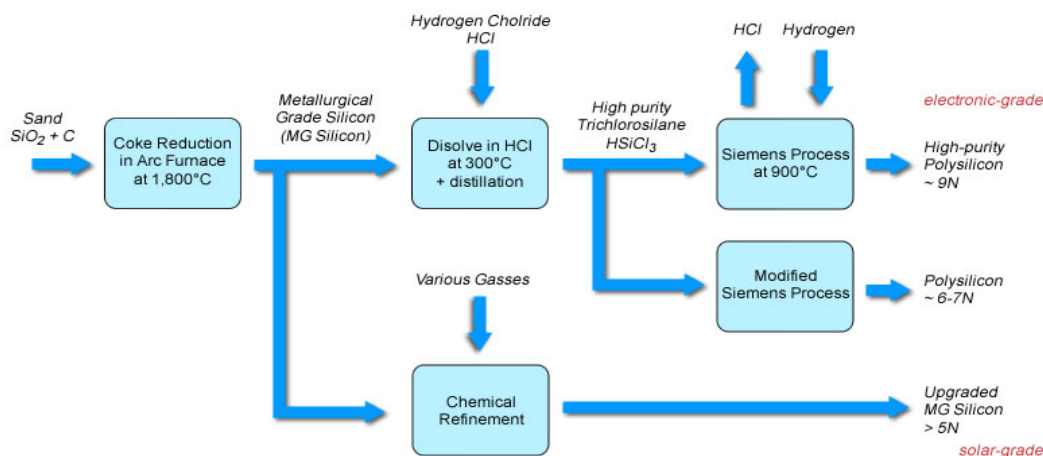 Hydrogen Cholride
HCl
HCl
Hydrogen
Sand
SiO₂ + C
Coke Reduction
in Arc Furnace
at 1,800°C
Metallurgical
Grade Silicon
(MG Silicon)
Disolve in HCl
at 300°C
+ distillation
High purity
Trichlorosilane
HSiCl₃
Siemens Process
at 900°C
electronic-grade
High-purity
Polysilicon
~ 9N
Various Gasses
Modified
Siemens Process
Polysilicon
~ 6-7N
Chemical
Refinement
Upgraded
MG Silicon
> 5N
solar-grade